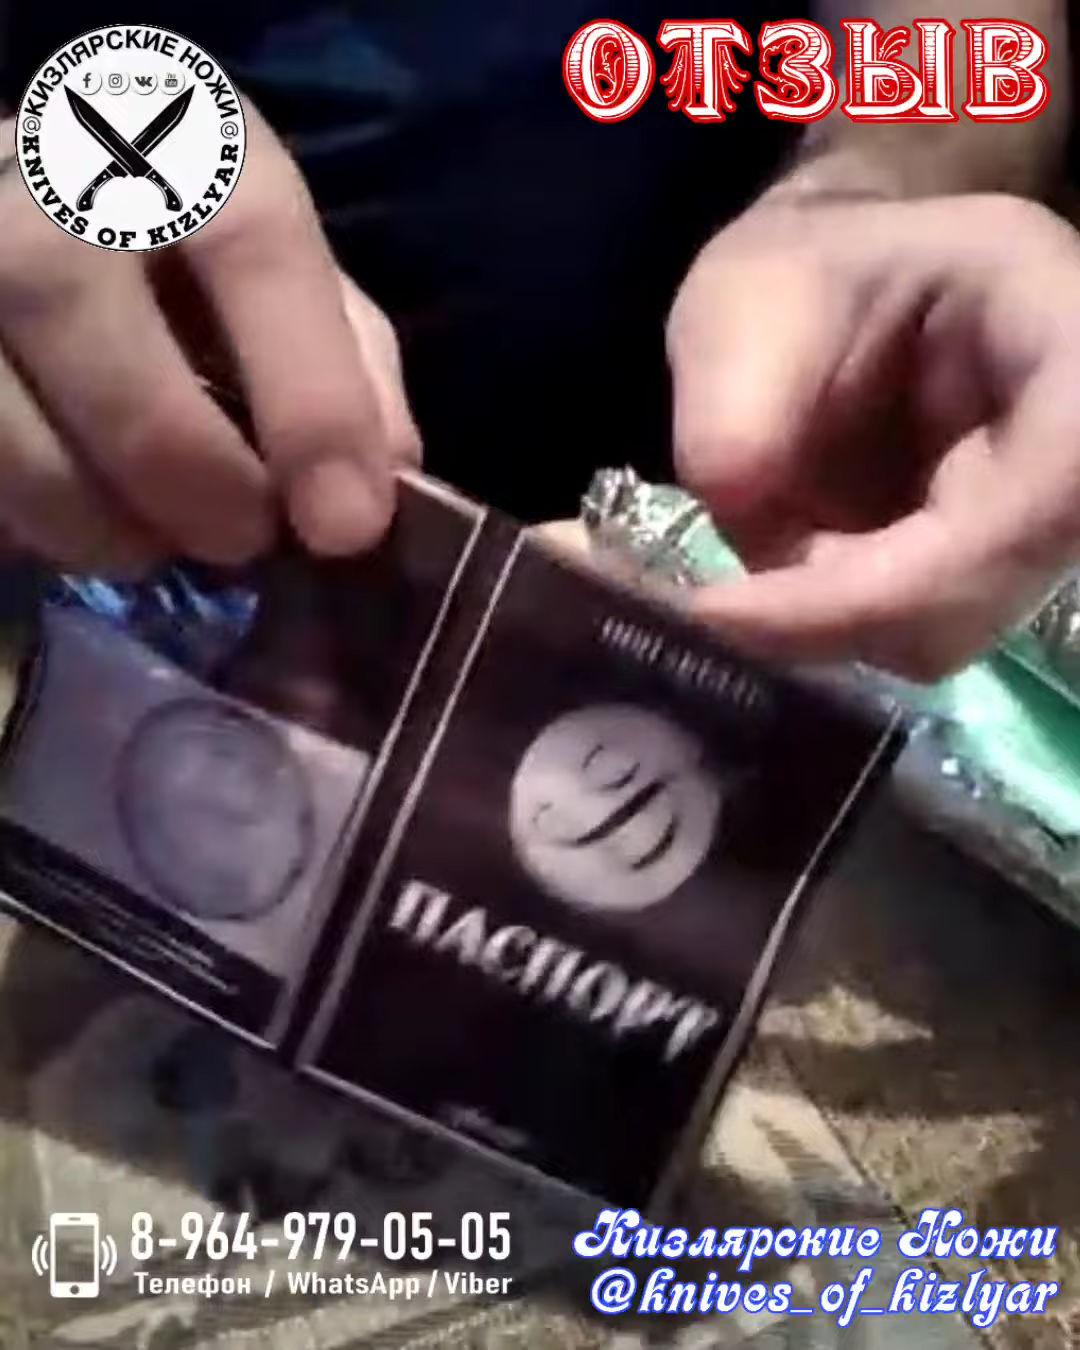 КИЗЛЯРСКИЕ НОЖИ
@KNIVES OF KIZLYAR@
ОТЗЫВ
ПАСПОРТ
8-964-979-05-05
Телефон / WhatsApp / Viber
Кизлярские Ножи
@knives_of_kizlyar